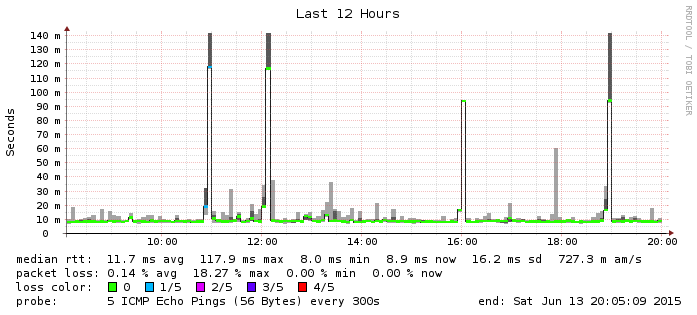 Last 12 Hours
RRDTOOL / TOBI OETIKER
Seconds
140 m
130 m
120 m
110 m
100 m
90 m
80 m
70 m
60 m
50 m
40 m
30 m
20 m
10 m
0
10:00 12:00 14:00 16:00 18:00 20:00
median rtt: 11.7 ms avg 117.9 ms max 8.0 ms min 8.9 ms now 16.2 ms sd 727.3 m am/s
packet loss: 0.14 % avg 18.27 % max 0.00 % min 0.00 % now
loss color: 0 1/5 2/5 3/5 4/5
probe: 5 ICMP Echo Pings (56 Bytes) every 300s end: Sat Jun 13 20:05:09 2015